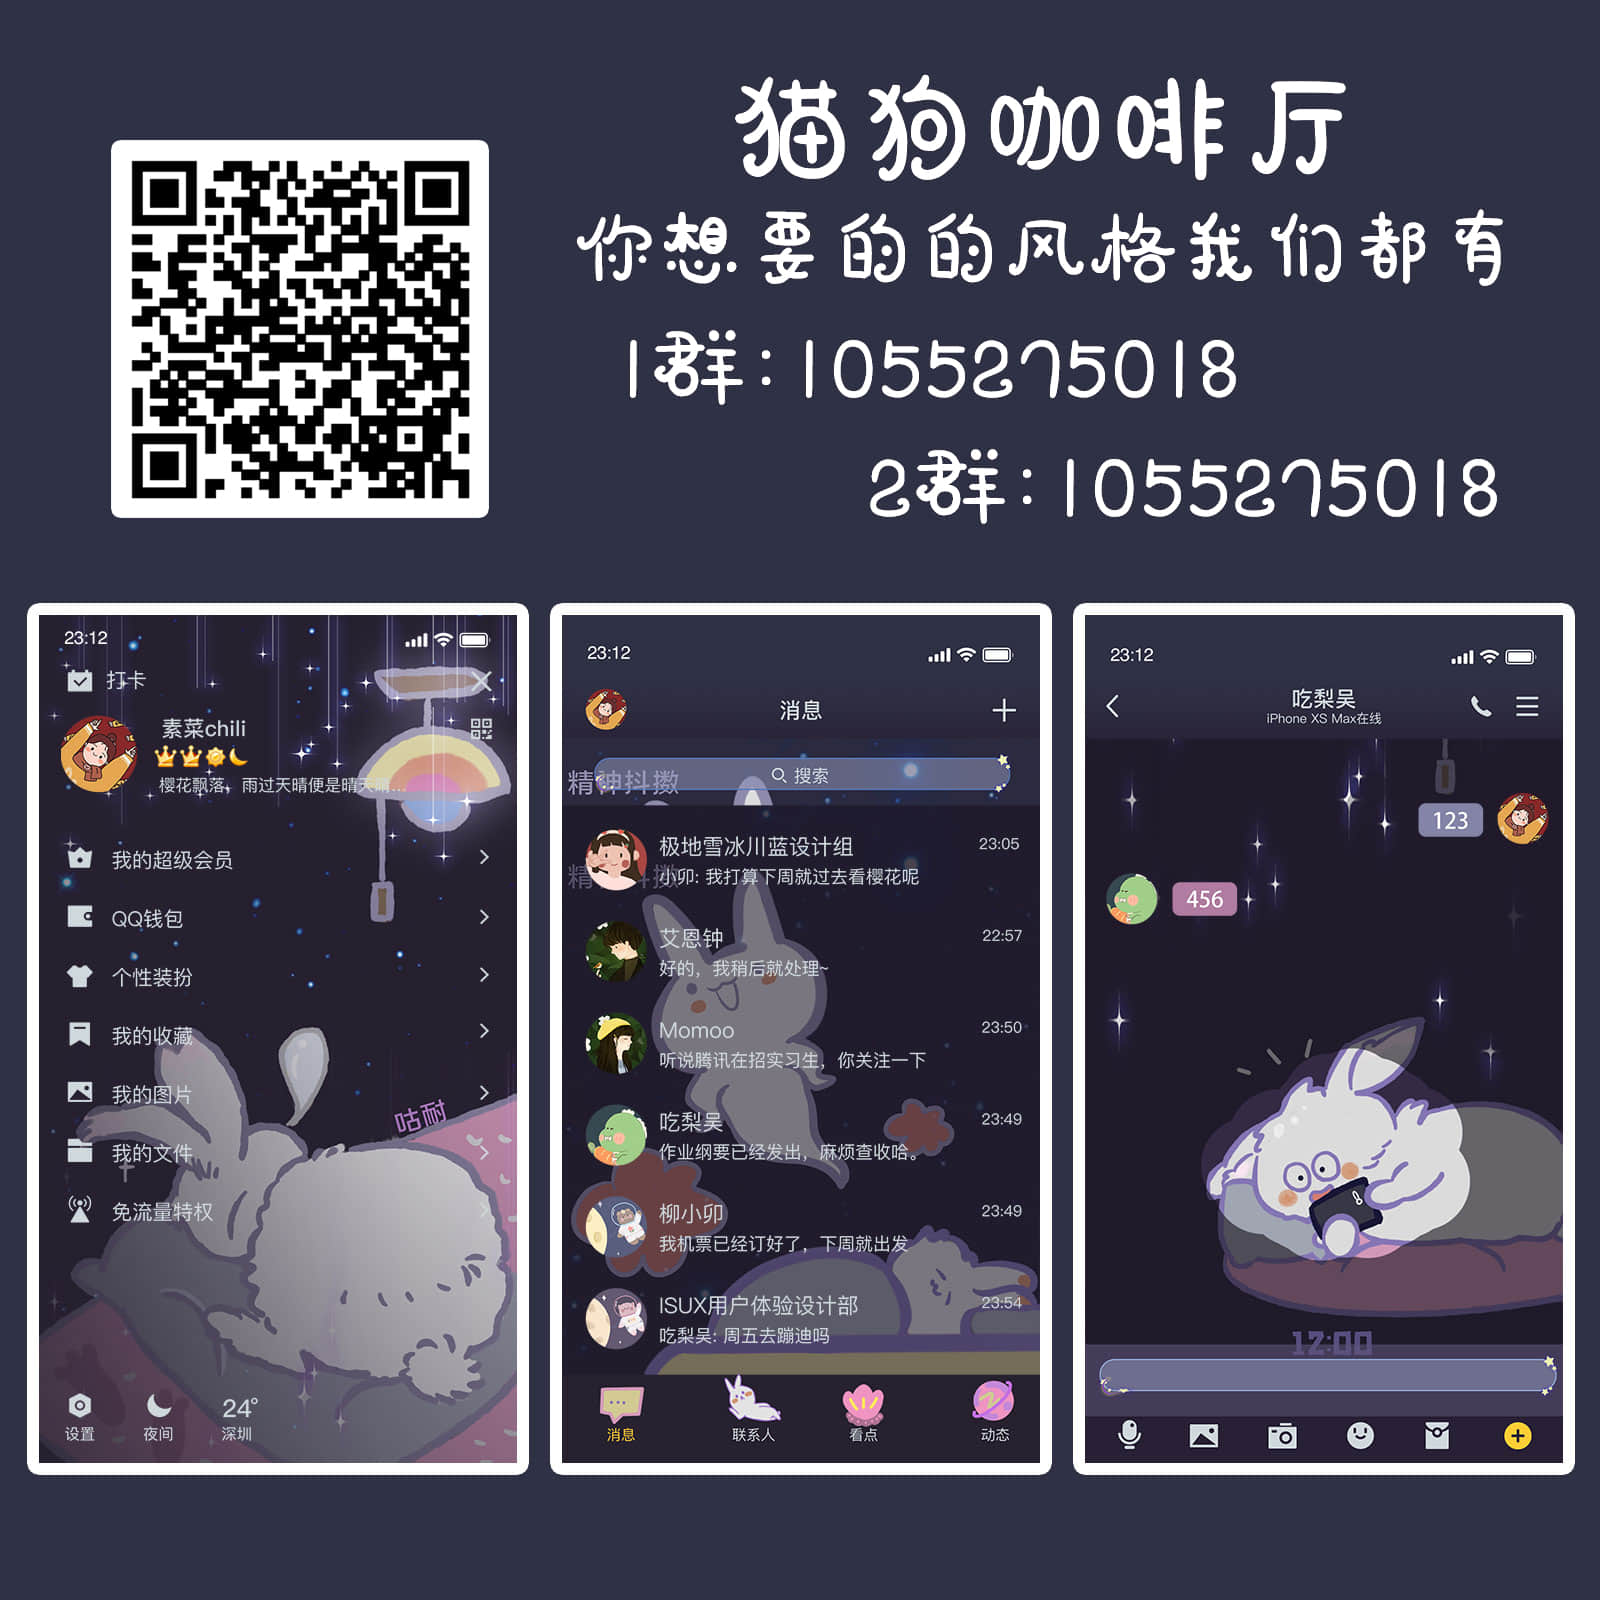 猫狗咖啡厅
你想要的的风格我们都有
1群:1055275018
2群:1055275018
23:12
打卡
素菜chili
樱花飘落，雨过天晴便是晴天晴...
我的超级会员
QQ钱包
个性装扮
我的收藏
我的图片
咕耐
我的文件
免流量特权
24°
设置
夜间
深圳
23:12
消息
搜索
精神抖擞
极地雪冰川蓝设计组
23:05
精神抖擞
小卯: 我打算下周就过去看樱花呢
艾恩钟
22:57
好的，我稍后就处理~
Momoo
23:50
听说腾讯在招实习生，你关注一下
吃梨吴
23:49
作业纲要已经发出，麻烦查收哈。
柳小卯
23:49
我机票已经订好了，下周就出发
ISUX用户体验设计部
23:54
吃梨吴: 周五去蹦迪吗
消息
联系人
看点
动态
23:12
吃梨吴
iPhone XS Max在线
123
456
12:00